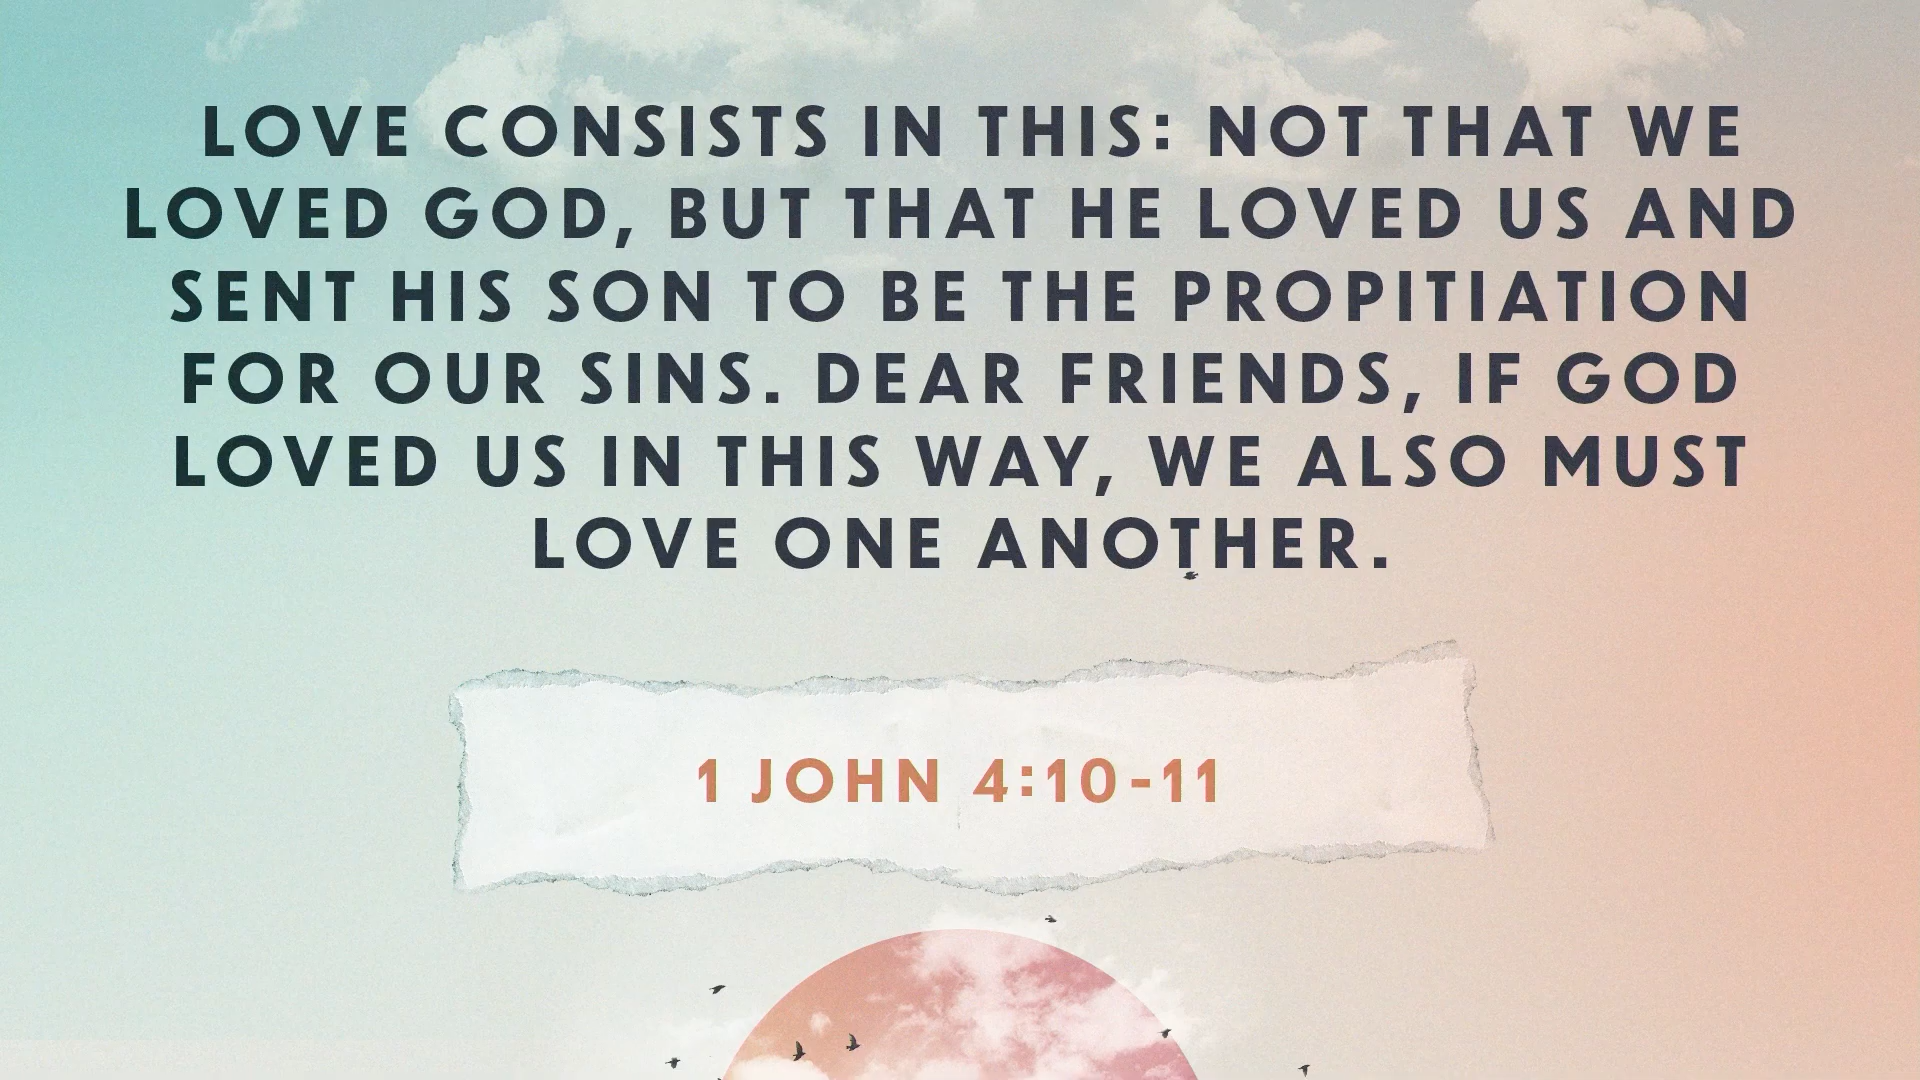 LOVE CONSISTS IN THIS: NOT THAT WE
LOVED GOD, BUT THAT HE LOVED US AND
SENT HIS SON TO BE THE PROPITIATION
FOR OUR SINS. DEAR FRIENDS, IF GOD
LOVED US IN THIS WAY, WE ALSO MUST
LOVE ONE ANOTHER.
1 JOHN 4:10-11